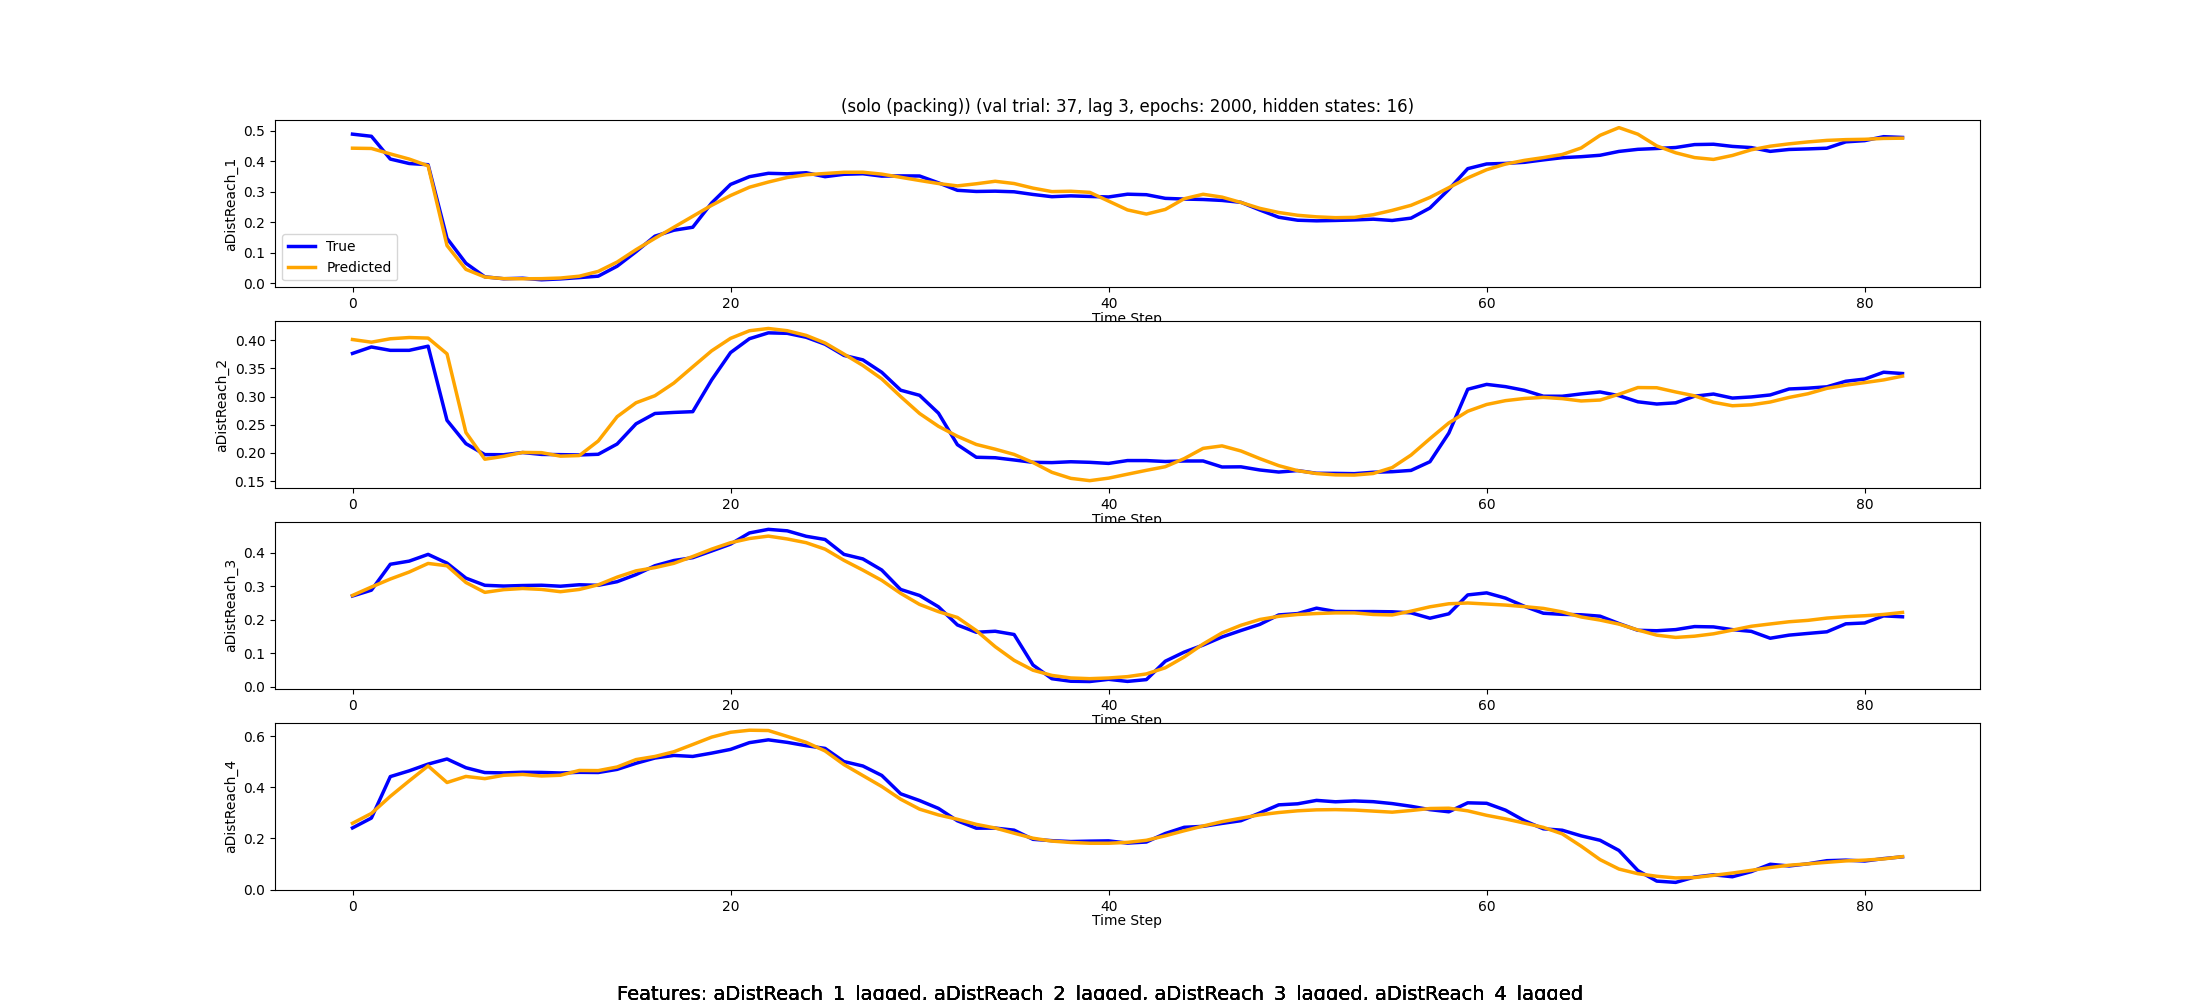 (solo (packing)) (val trial: 37, lag 3, epochs: 2000, hidden states: 16)
aDistReach_1
0.5
0.4
0.3
0.2
0.1
0.0
True
Predicted
0 20 40 60 80
Time Step
aDistReach_2
0.40
0.35
0.30
0.25
0.20
0.15
0 20 40 60 80
Time Step
aDistReach_3
0.4
0.3
0.2
0.1
0.0
0 20 40 60 80
Time Step
aDistReach_4
0.6
0.4
0.2
0.0
0 20 40 60 80
Time Step
Features: aDistReach_1_lagged, aDistReach_2_lagged, aDistReach_3_lagged, aDistReach_4_lagged